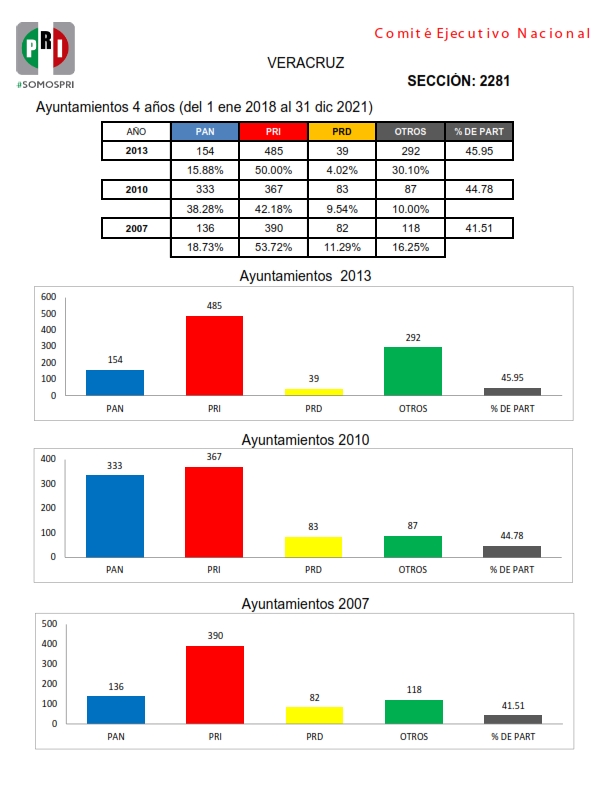 Comité Ejecutivo Nacional
PRI
#SOMOSPRI
VERACRUZ
SECCIÓN: 2281
Ayuntamientos 4 años (del 1 ene 2018 al 31 dic 2021)
AÑO PAN PRI PRD OTROS % DE PART
2013 154 485 39 292 45.95
15.88% 50.00% 4.02% 30.10%
2010 333 367 83 87 44.78
38.28% 42.18% 9.54% 10.00%
2007 136 390 82 118 41.51
18.73% 53.72% 11.29% 16.25%
Ayuntamientos 2013
600
500
400
300
200
100
0
154
485
39
292
45.95
PAN PRI PRD OTROS % DE PART
Ayuntamientos 2010
400
300
200
100
0
333
367
83
87
44.78
PAN PRI PRD OTROS % DE PART
Ayuntamientos 2007
500
400
300
200
100
0
136
390
82
118
41.51
PAN PRI PRD OTROS % DE PART